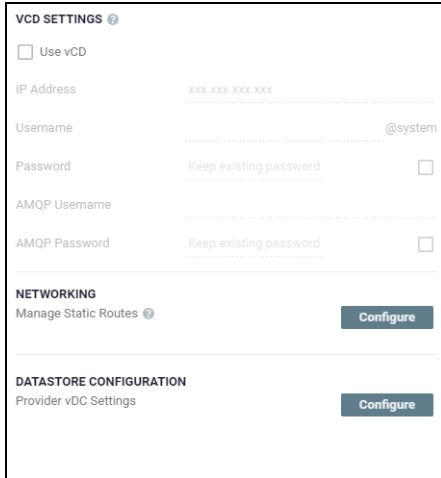 VCD SETTINGS ?
Use vCD
IP Address xxx.xxx.xxx.xxx
Username @system
Password Keep existing password
AMQP Username
AMQP Password Keep existing password
NETWORKING
Manage Static Routes ? Configure
DATASTORE CONFIGURATION
Provider vDC Settings Configure